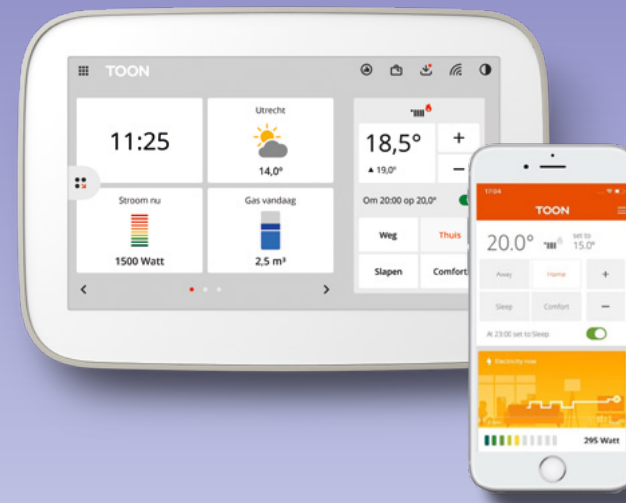 TOON
11:25
Utrecht
14,0°
Stroom nu
1500 Watt
Gas vandaag
2,5 m³
18,5°
+
▲ 19,0°
−
Om 20:00 op 20,0°
Weg
Thuis
Slapen
Comfort
17:04
TOON
20.0°
set to
15.0°
Away
Home
+
Sleep
Comfort
−
At 23:00 set to Sleep
Electricity now
295 Watt